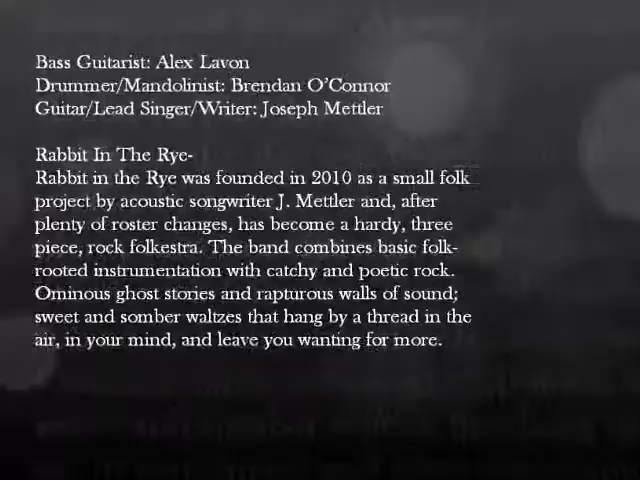 Bass Guitarist: Alex Lavon
Drummer/Mandolinist: Brendan O'Connor
Guitar/Lead Singer/Writer: Joseph Mettler
Rabbit In The Rye-
Rabbit in the Rye was founded in 2010 as a small folk
project by acoustic songwriter J. Mettler and, after
plenty of roster changes, has become a hardy, three
piece, rock folkestra. The band combines basic folk-
rooted instrumentation with catchy and poetic rock.
Ominous ghost stories and rapturous walls of sound;
sweet and somber waltzes that hang by a thread in the
air, in your mind, and leave you wanting for more.